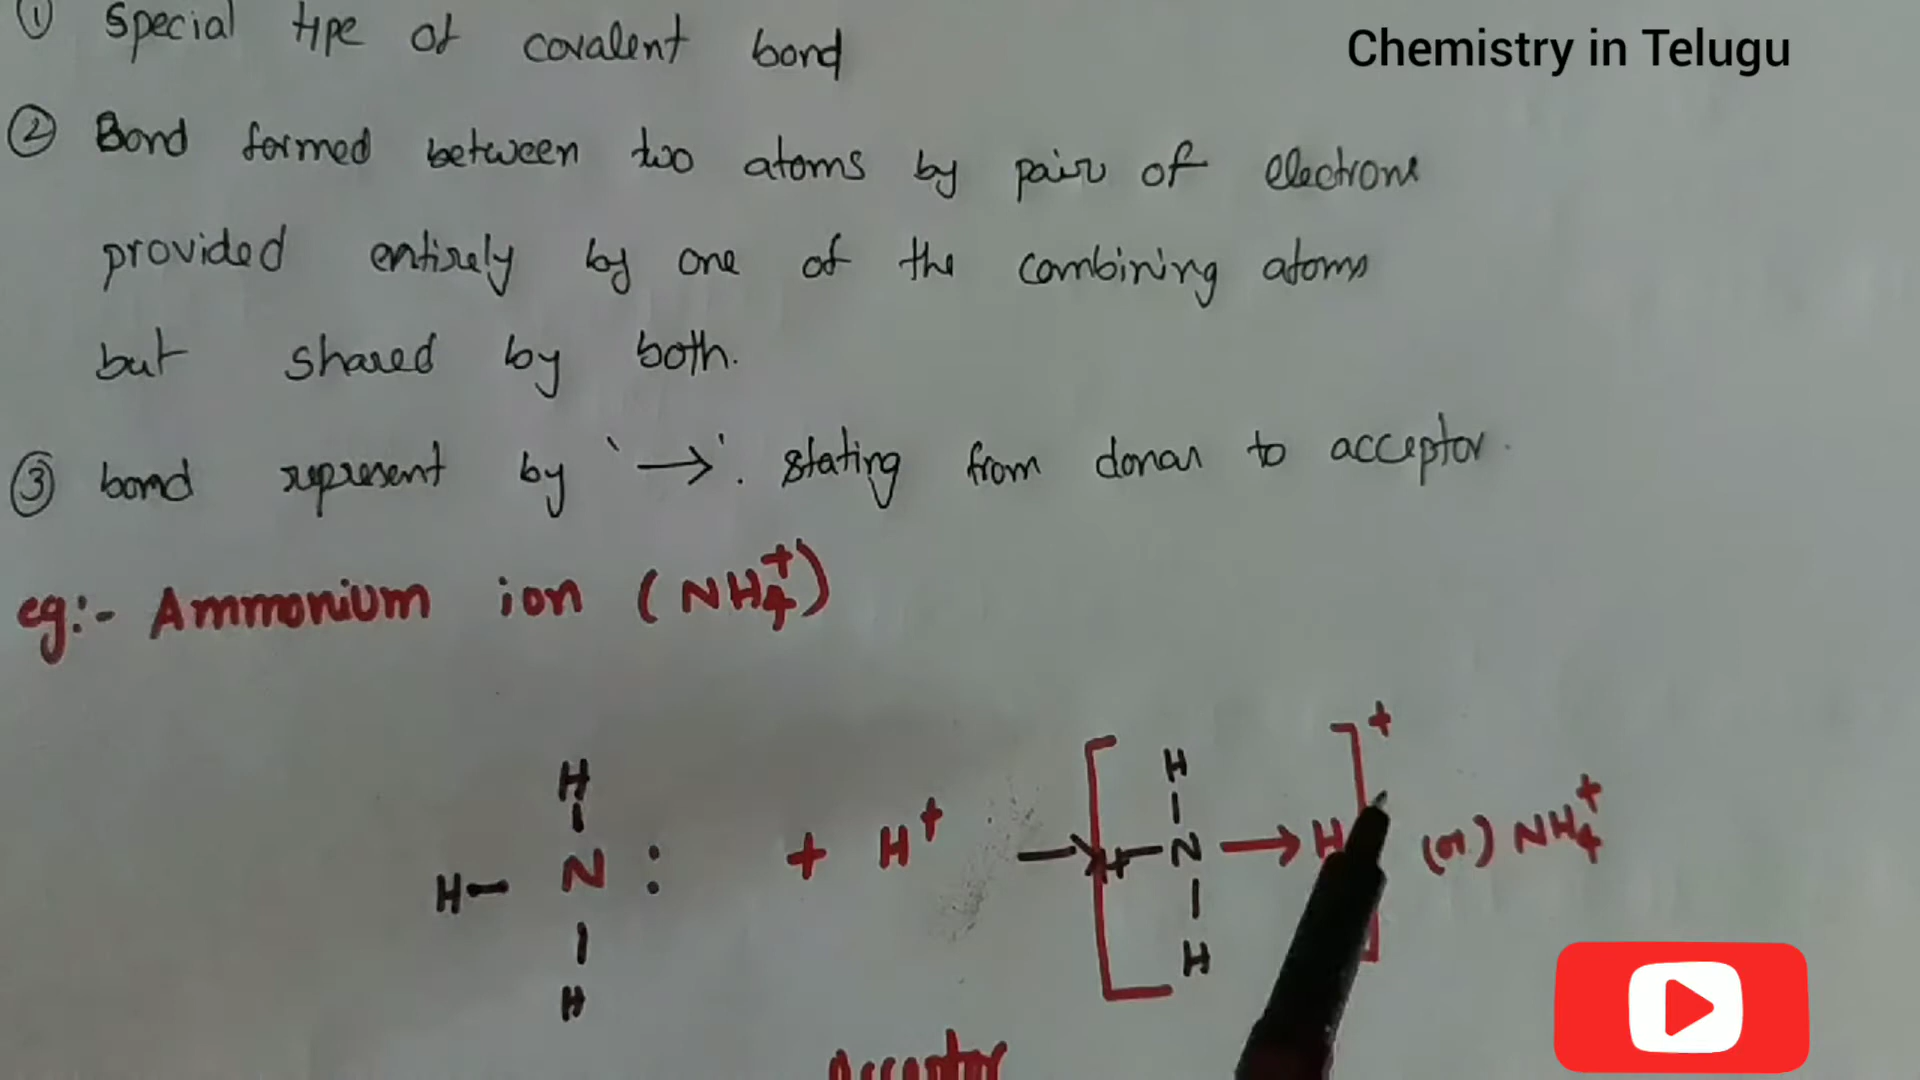 ① Special type of covalent bond
Chemistry in Telugu
② Bond formed between two atoms by pair of electrons
provided entirely by one of the combining atoms
but shared by both.
③ bond represent by '→'. stating from donar to acceptor.
eg:- Ammonium ion (NH₄⁺)
H
H
H-N: + H⁺ → [H-N→H]⁺ (or) NH₄⁺
H
H
Acceptor